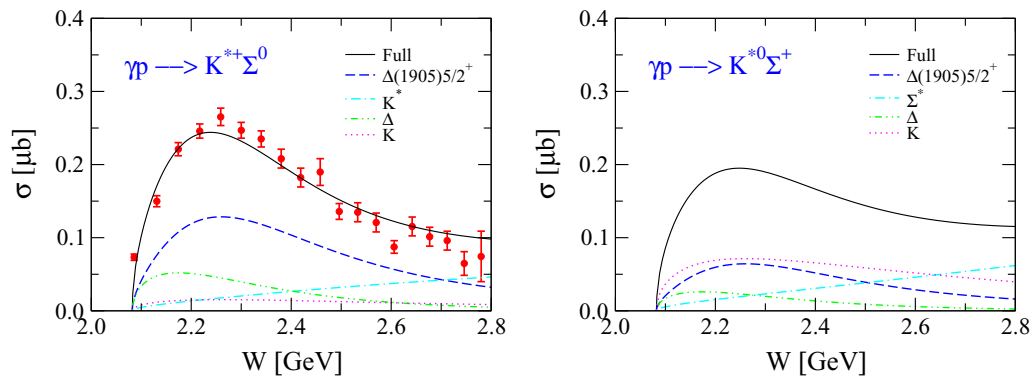 γp —–> K*+Σ0
Full
Δ(1905)5/2+
K*
Δ
K
σ [μb]
0.4
0.3
0.2
0.1
0.0
2.0 2.2 2.4 2.6 2.8
W [GeV]
γp —–> K*0Σ+
Full
Δ(1905)5/2+
Σ*
Δ
K
σ [μb]
0.4
0.3
0.2
0.1
0.0
2.0 2.2 2.4 2.6 2.8
W [GeV]